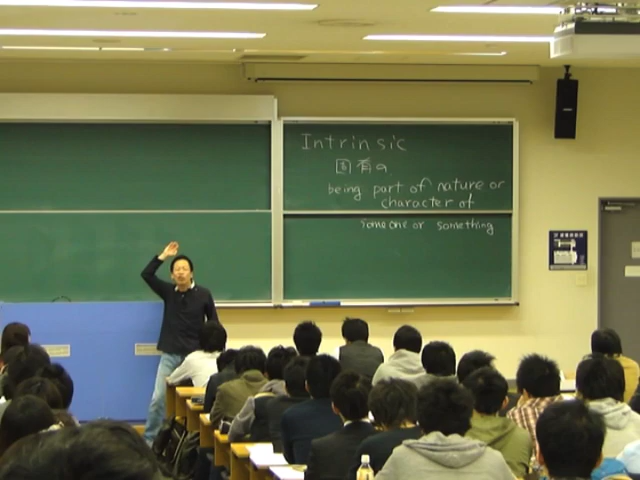 Intrinsic
固有の
being part of nature or
character of
someone or something